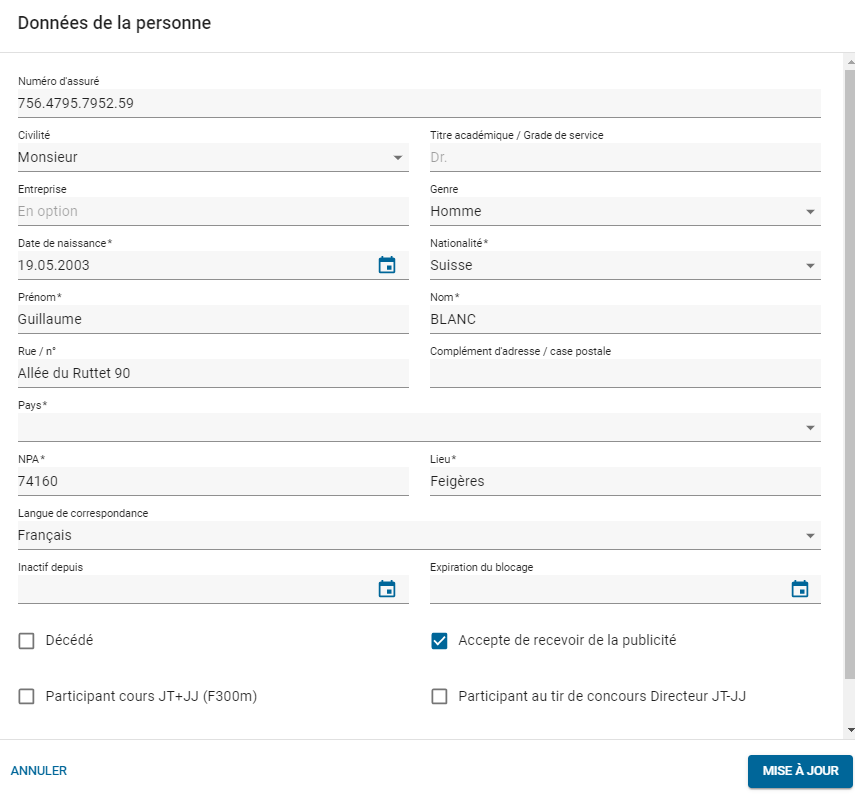 Données de la personne
Numéro d'assuré
756.4795.7952.59
Civilité
Titre académique / Grade de service
Monsieur
Dr.
Entreprise
Genre
En option
Homme
Date de naissance*
Nationalité*
19.05.2003
Suisse
Prénom*
Nom*
Guillaume
BLANC
Rue / n°
Complément d'adresse / case postale
Allée du Ruttet 90
Pays*
NPA*
Lieu*
74160
Feigères
Langue de correspondance
Français
Inactif depuis
Expiration du blocage
Décédé
Accepte de recevoir de la publicité
Participant cours JT+JJ (F300m)
Participant au tir de concours Directeur JT-JJ
ANNULER
MISE À JOUR